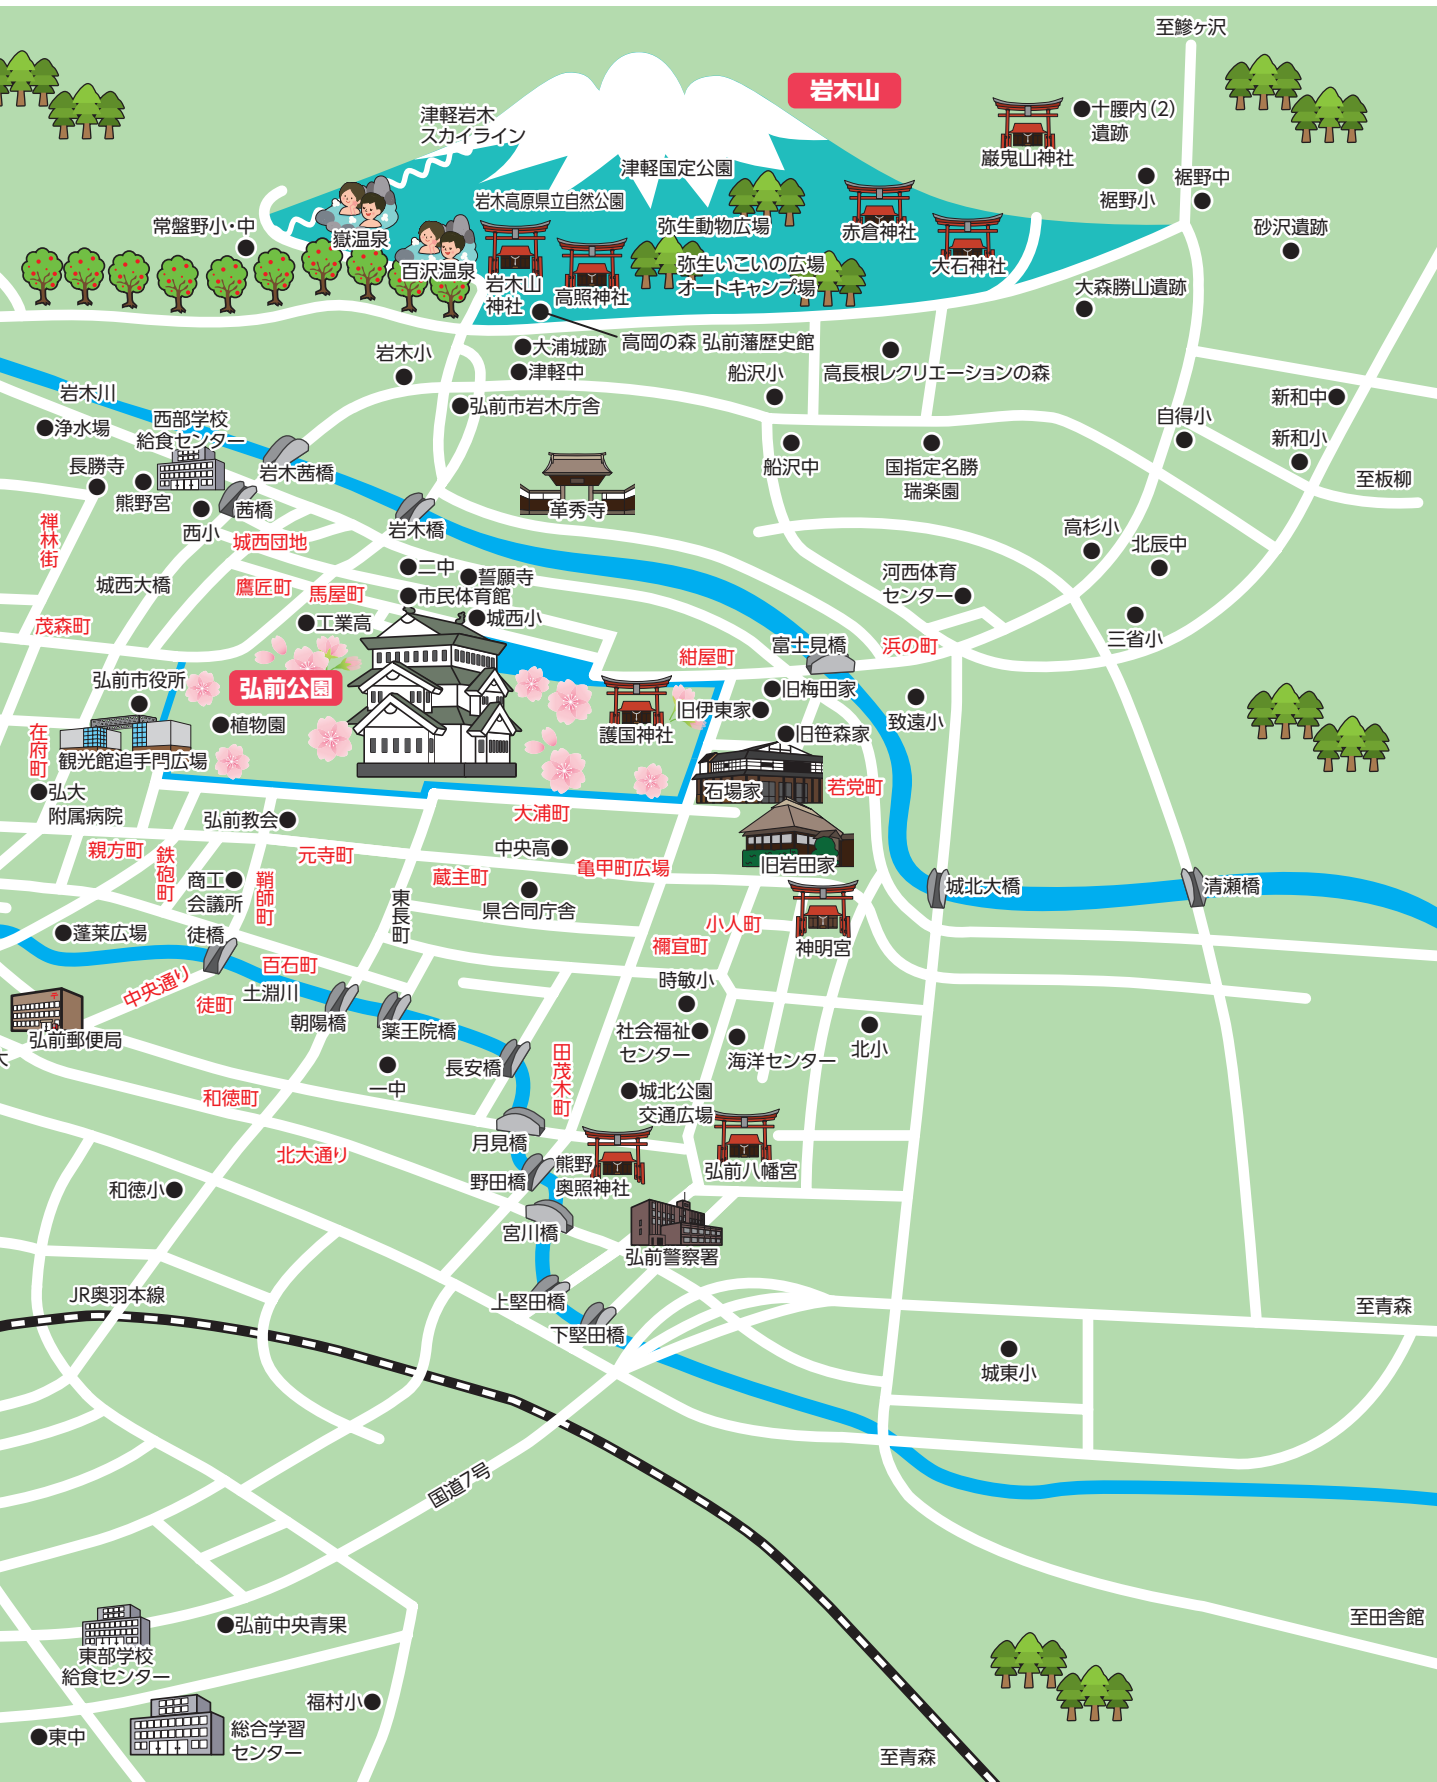 至鰺ヶ沢
岩木山
津軽岩木
スカイライン
十腰内(2)
遺跡
巌鬼山神社
津軽国定公園
裾野小
裾野中
岩木高原県立自然公園
常盤野小・中
嶽温泉
弥生動物広場
赤倉神社
砂沢遺跡
百沢温泉
岩木山
神社
高照神社
弥生いこいの広場
オートキャンプ場
大石神社
大森勝山遺跡
高岡の森 弘前藩歴史館
岩木小
大浦城跡
津軽中
船沢小
高長根レクリエーションの森
岩木川
弘前市岩木庁舎
新和中
浄水場
西部学校
給食センター
自得小
新和小
長勝寺
熊野宮
岩木茜橋
船沢中
国指定名勝
瑞楽園
至板柳
茜橋
革秀寺
禅林街
西小
岩木橋
城西団地
高杉小
北辰中
城西大橋
鷹匠町
馬屋町
二中
誓願寺
市民体育館
河西体育
センター
茂森町
工業高
城西小
三省小
富士見橋
浜の町
紺屋町
弘前市役所
弘前公園
旧梅田家
旧伊東家
致遠小
植物園
護国神社
旧笹森家
在府町
観光館追手門広場
石場家
若党町
弘大
附属病院
弘前教会
大浦町
親方町
鉄砲町
元寺町
中央高
亀甲町広場
旧岩田家
商工
会議所
鞘師町
蔵主町
城北大橋
清瀬橋
東長町
県合同庁舎
小人町
神明宮
蓬莱広場
徒橋
禰宜町
百石町
中央通り
土淵川
時敏小
徒町
朝陽橋
薬王院橋
社会福祉
センター
海洋センター
北小
弘前郵便局
大
長安橋
田茂木町
一中
城北公園
交通広場
和徳町
月見橋
北大通り
熊野
奥照神社
弘前八幡宮
野田橋
和徳小
宮川橋
弘前警察署
JR奥羽本線
上堅田橋
至青森
下堅田橋
城東小
国道7号
至田舎館
弘前中央青果
東部学校
給食センター
福村小
東中
総合学習
センター
至青森